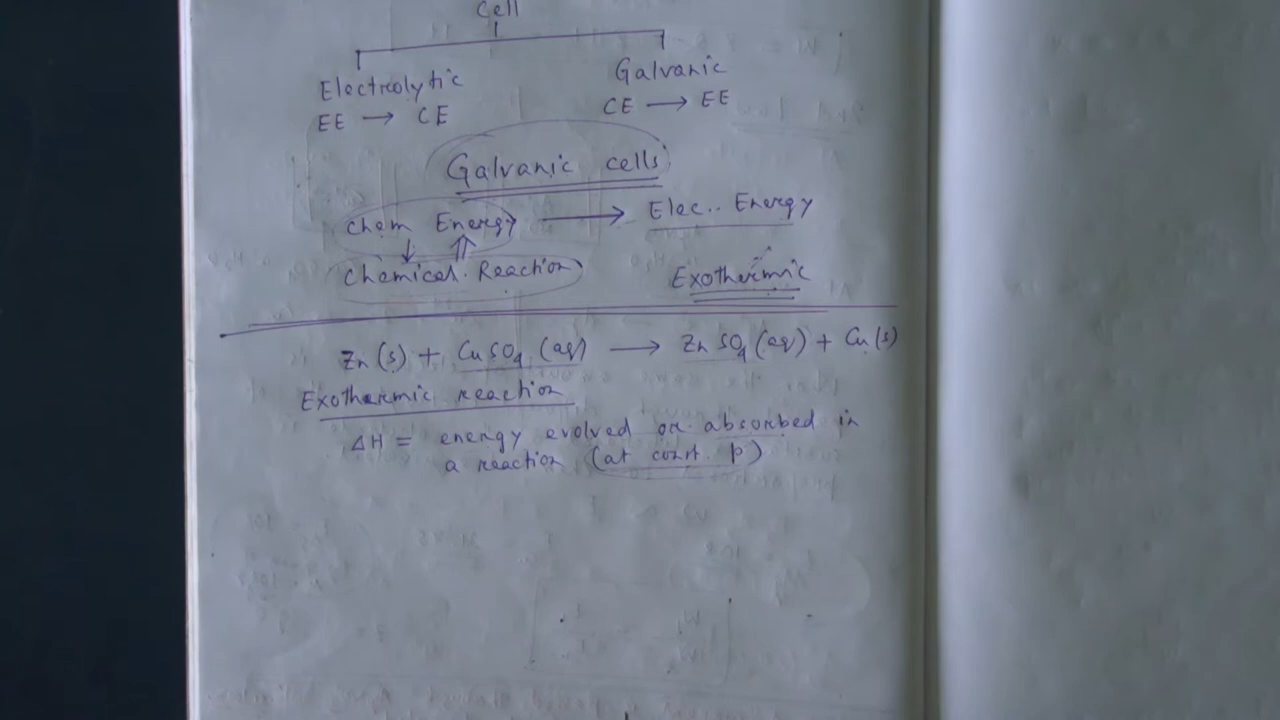 Cell
Electrolytic Galvanic
EE → CE CE → EE
Galvanic cells
Chem Energy → Elec.. Energy
Chemical Reaction Exothermic
Zn(s) + CuSO4 (aq) → ZnSO4 (aq) + Cu(s)
Exothermic reaction
ΔH = energy evolved or absorbed in
a reaction (at const. p)